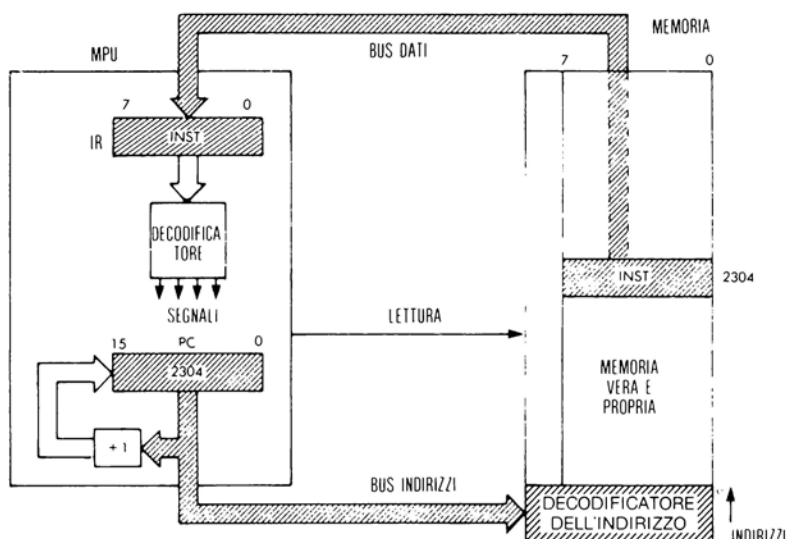 MEMORIA
MPU
BUS DATI
7 0
7 0
IR INST
DECODIFICA
TORE
INST 2304
SEGNALI
LETTURA
15 PC 0
2304
MEMORIA
VERA E
PROPRIA
+ 1
BUS INDIRIZZI
DECODIFICATORE
DELL'INDIRIZZO
INDIRIZZI